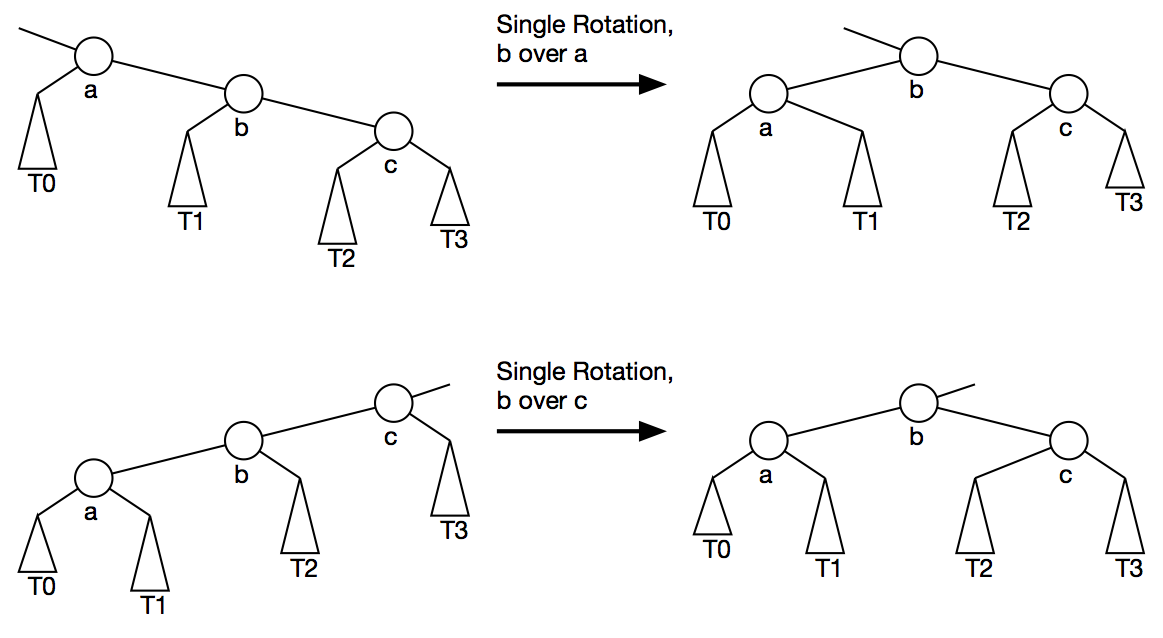 Single Rotation,
b over a
a
b
c
T0
T1
T2
T3
b
a
c
T0
T1
T2
T3
Single Rotation,
b over c
c
b
a
T3
T2
T0
T1
b
a
c
T0
T1
T2
T3